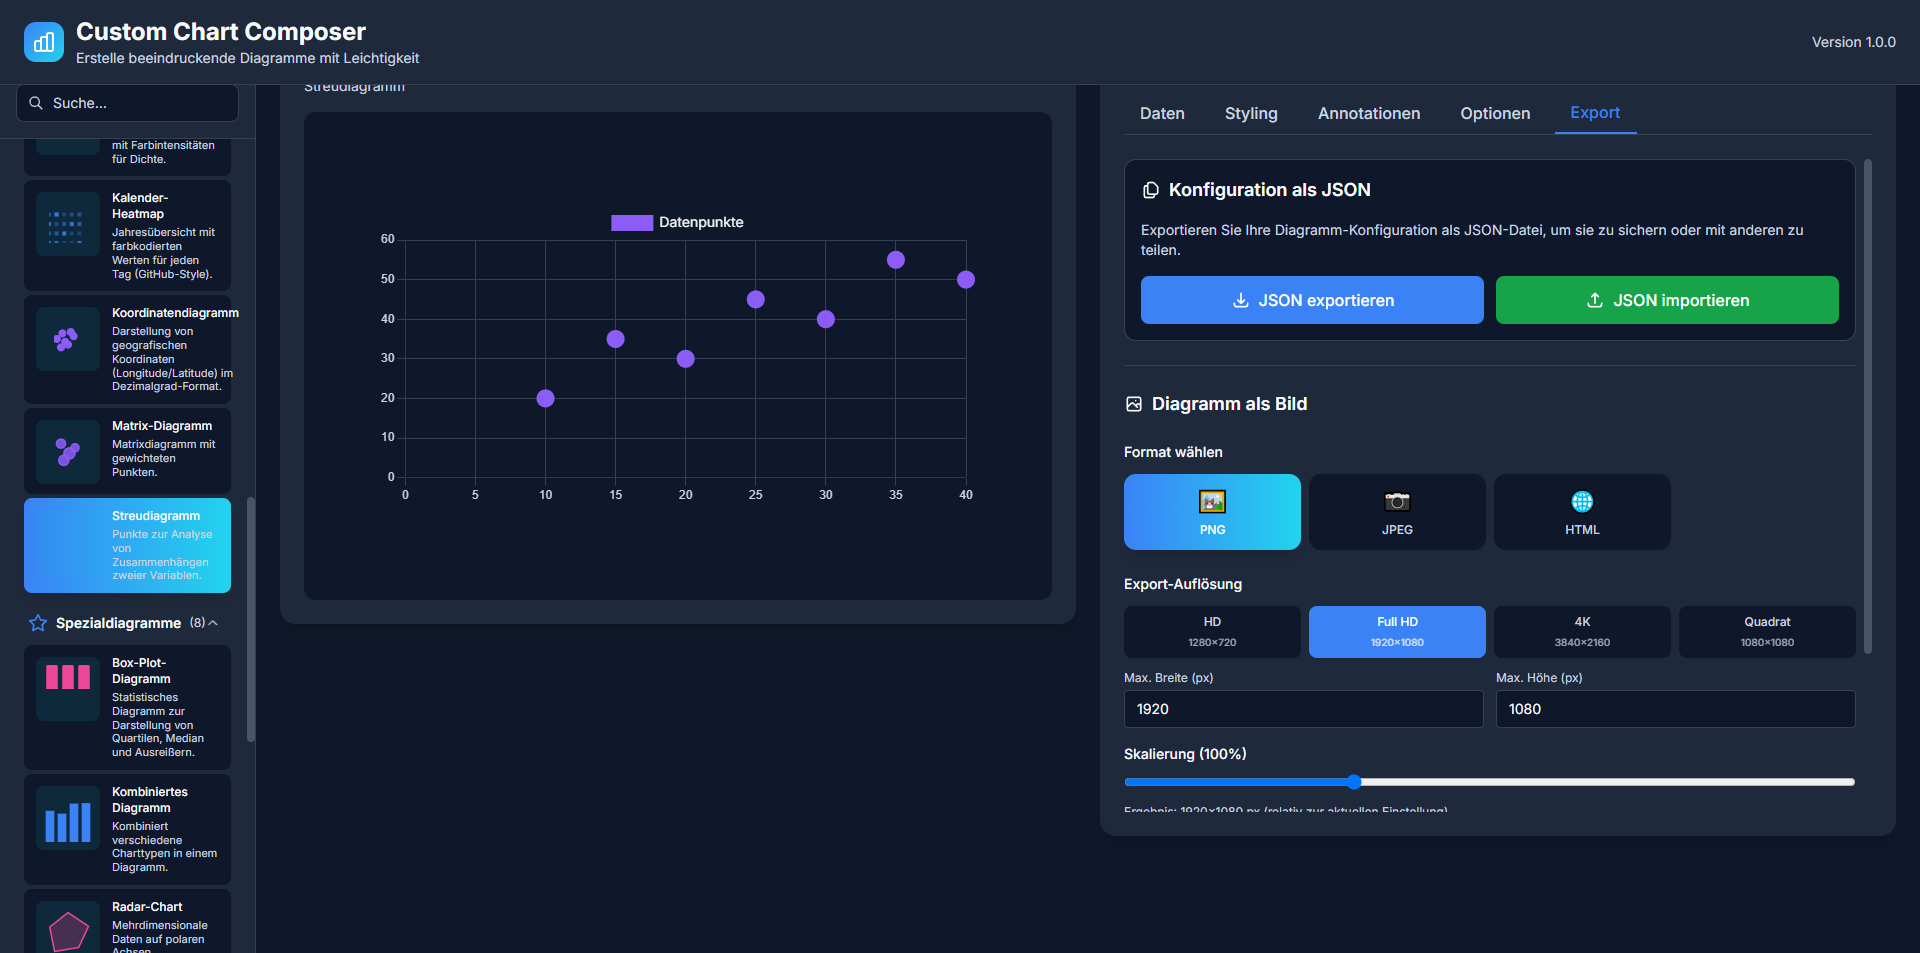 Custom Chart Composer
Erstelle beeindruckende Diagramme mit Leichtigkeit
Version 1.0.0
Suche...
mit Farbintensitäten
für Dichte.
Kalender-
Heatmap
Jahresübersicht mit
farbkodierten
Werten für jeden
Tag (GitHub-Style).
Koordinatendiagramm
Darstellung von
geografischen
Koordinaten
(Longitude/Latitude) im
Dezimalgrad-Format.
Matrix-Diagramm
Matrixdiagramm mit
gewichteten
Punkten.
Streudiagramm
Punkte zur Analyse
von
Zusammenhängen
zweier Variablen.
Spezialdiagramme (8)
Box-Plot-
Diagramm
Statistisches
Diagramm zur
Darstellung von
Quartilen, Median
und Ausreißern.
Kombiniertes
Diagramm
Kombiniert
verschiedene
Charttypen in einem
Diagramm.
Radar-Chart
Mehrdimensionale
Daten auf polaren
Achsen
Streudiagramm
Datenpunkte
60
50
40
30
20
10
0
0 5 10 15 20 25 30 35 40
Daten Styling Annotationen Optionen Export
Konfiguration als JSON
Exportieren Sie Ihre Diagramm-Konfiguration als JSON-Datei, um sie zu sichern oder mit anderen zu
teilen.
JSON exportieren JSON importieren
Diagramm als Bild
Format wählen
PNG JPEG HTML
Export-Auflösung
HD Full HD 4K Quadrat
1280×720 1920×1080 3840×2160 1080×1080
Max. Breite (px) Max. Höhe (px)
1920 1080
Skalierung (100%)
Ergebnis: 1920×1080 px (relativ zur aktuellen Einstellung)